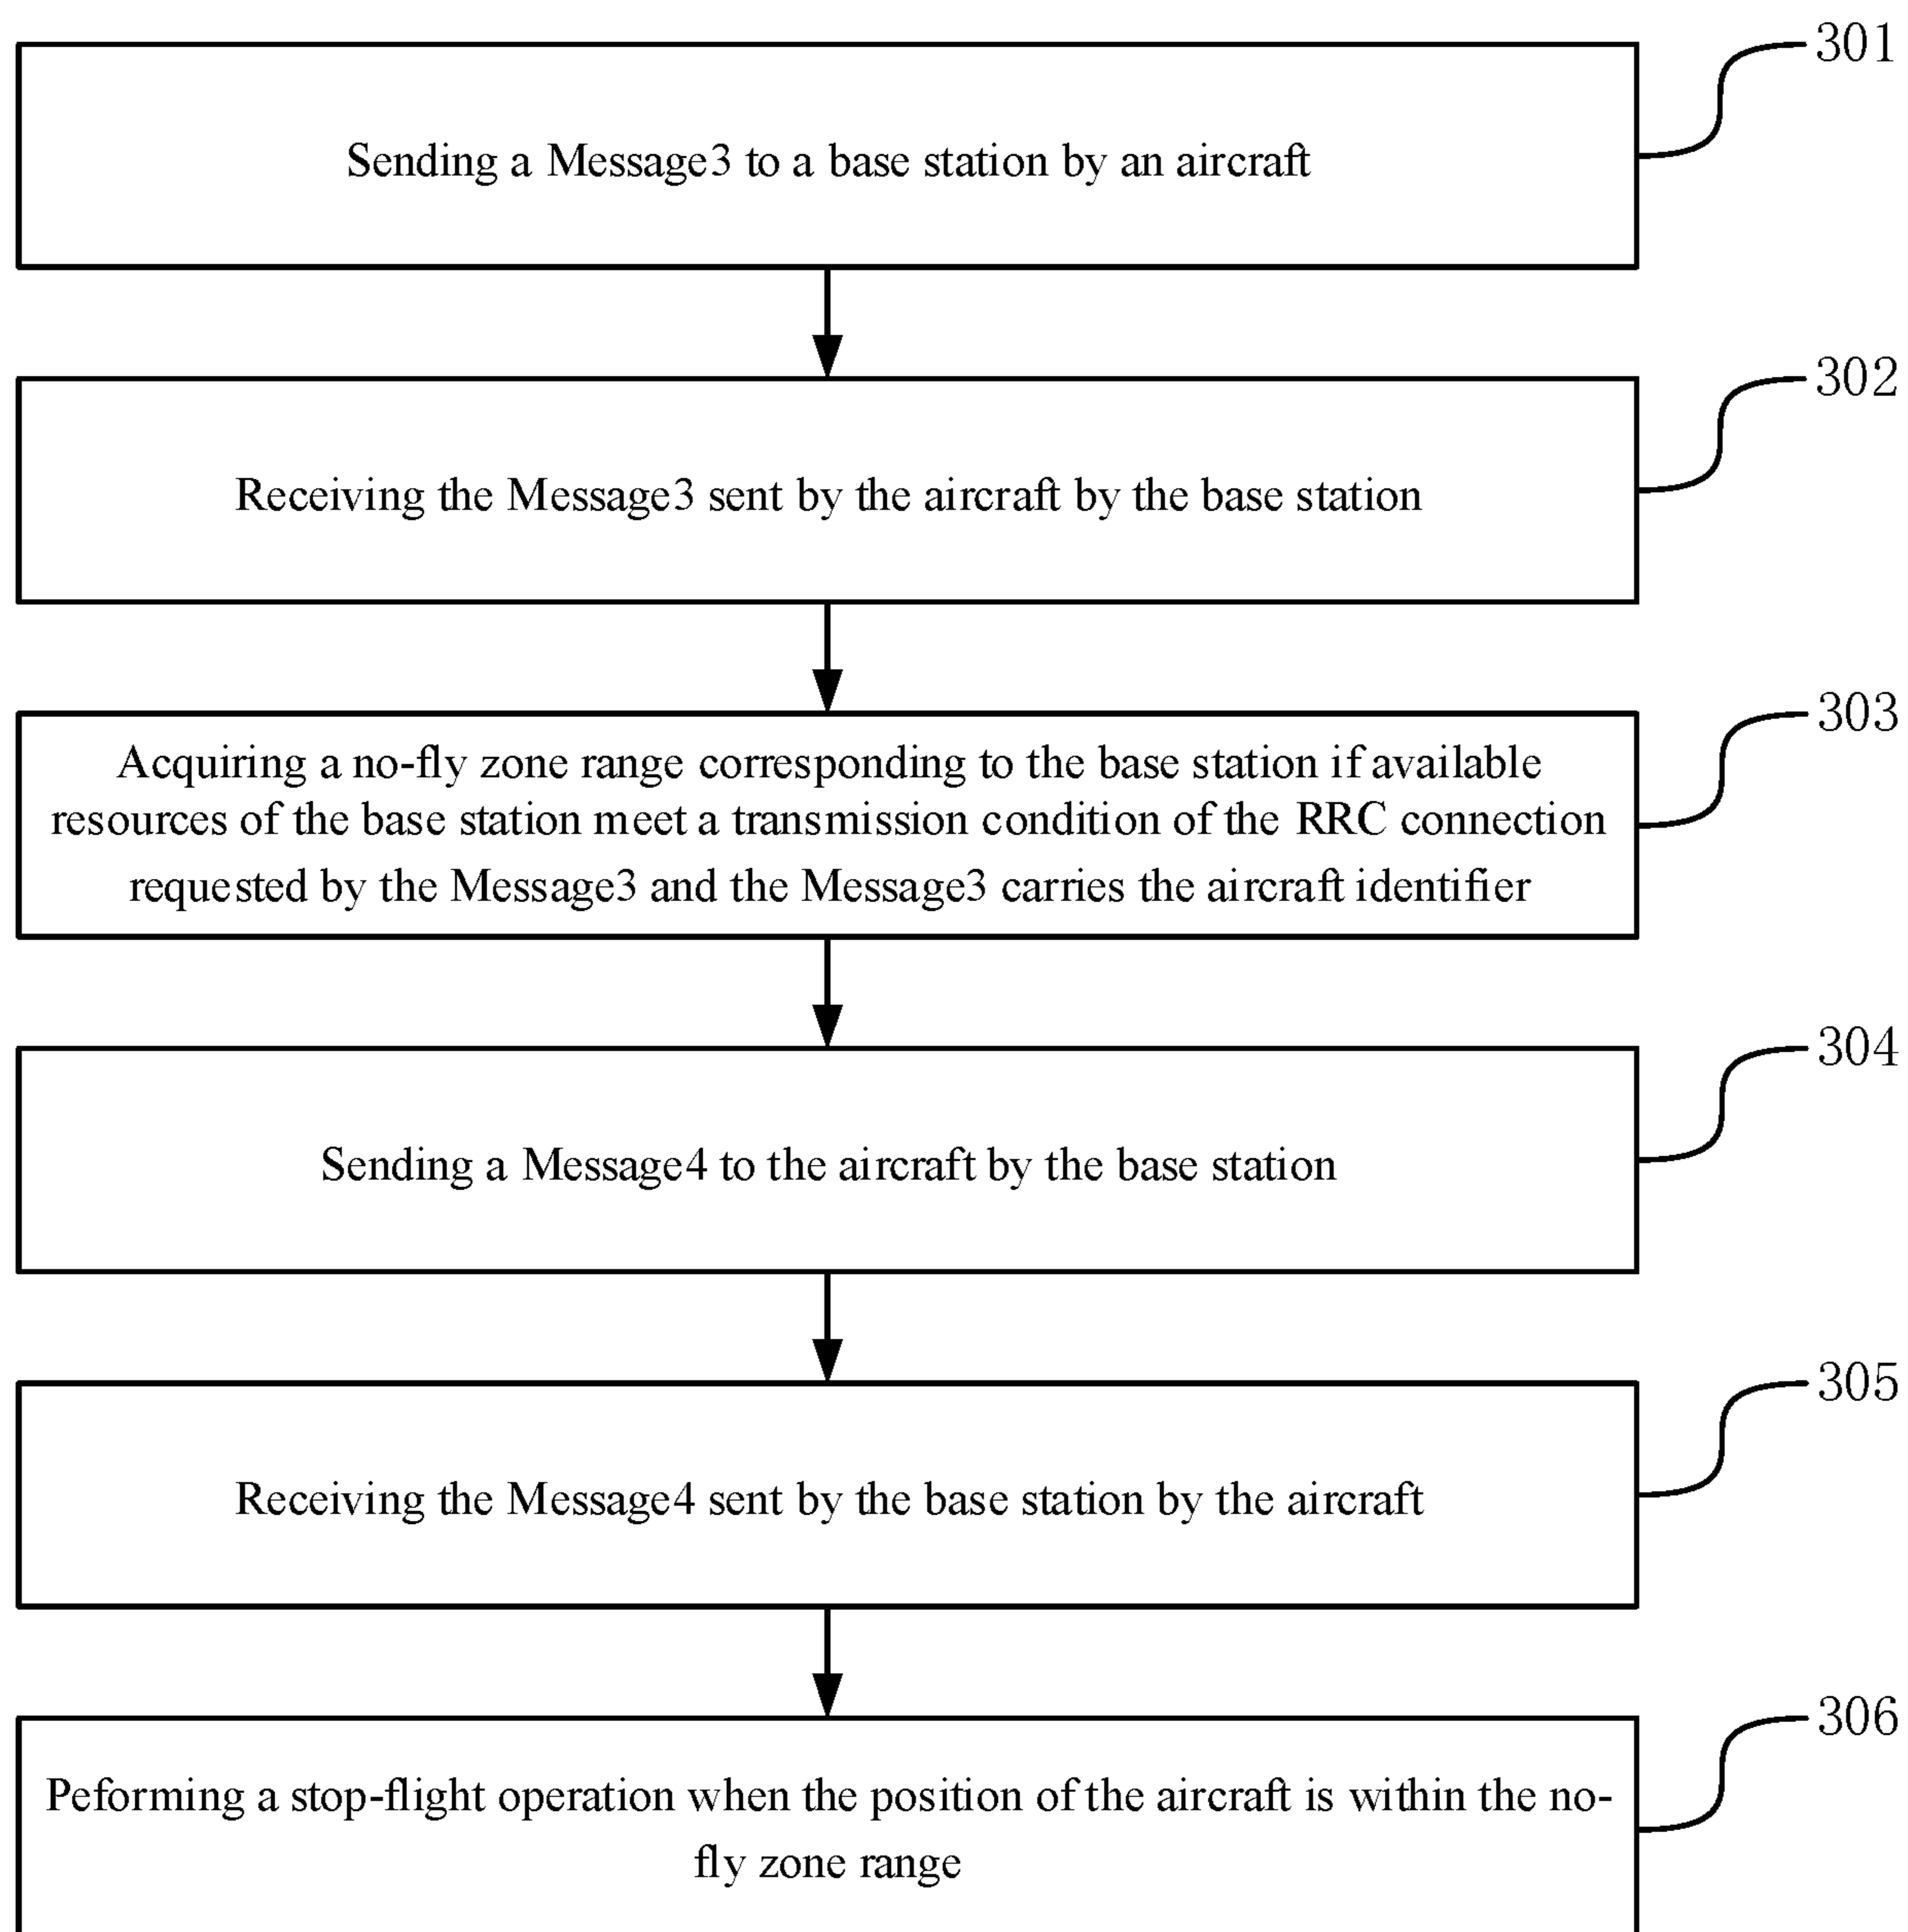 301
Sending a Message3 to a base station by an aircraft
302
Receiving the Message3 sent by the aircraft by the base station
303
Acquiring a no-fly zone range corresponding to the base station if available
resources of the base station meet a transmission condition of the RRC connection
requested by the Message3 and the Message3 carries the aircraft identifier
304
Sending a Message4 to the aircraft by the base station
305
Receiving the Message4 sent by the base station by the aircraft
306
Peforming a stop-flight operation when the position of the aircraft is within the no-
fly zone range